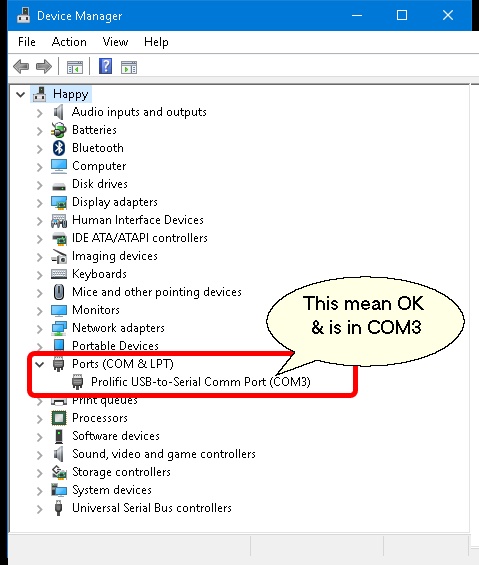 Device Manager
File Action View Help
Happy
Audio inputs and outputs
Batteries
Bluetooth
Computer
Disk drives
Display adapters
Human Interface Devices
IDE ATA/ATAPI controllers
Imaging devices
Keyboards
Mice and other pointing devices
Monitors
Network adapters
Portable Devices
This mean OK
& is in COM3
Ports (COM & LPT)
Prolific USB-to-Serial Comm Port (COM3)
Print queues
Processors
Software devices
Sound, video and game controllers
Storage controllers
System devices
Universal Serial Bus controllers